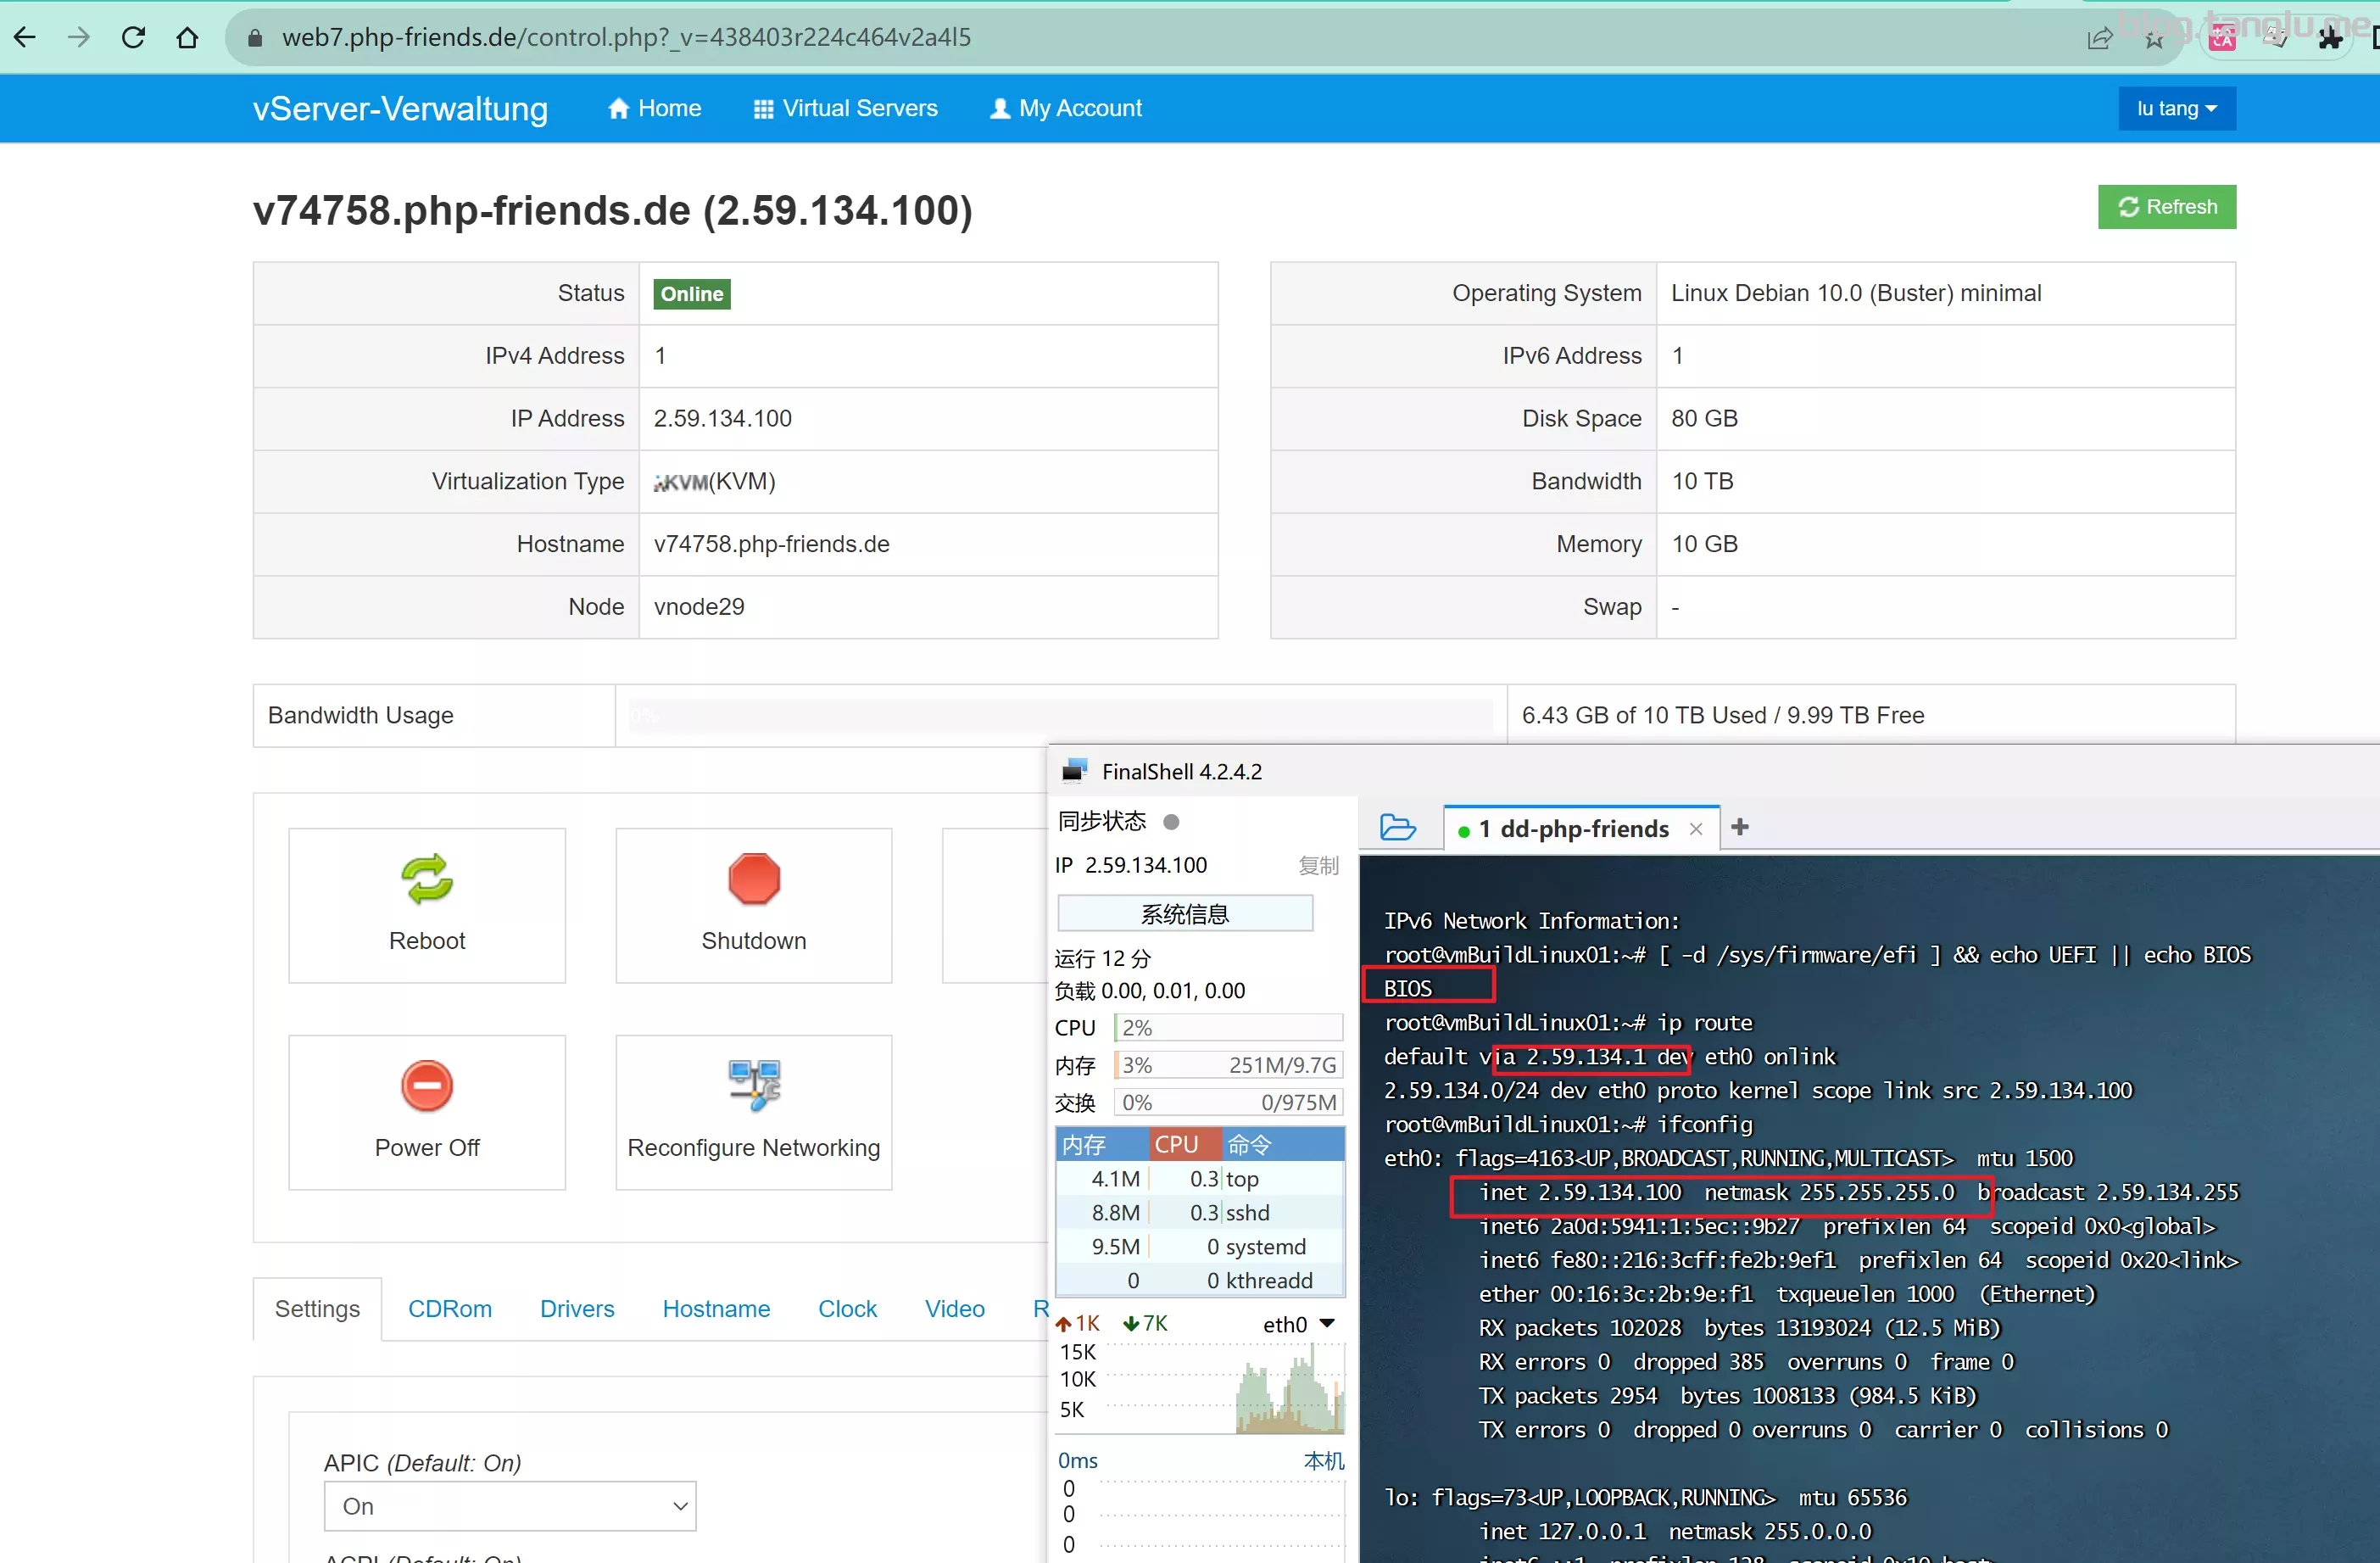 web7.php-friends.de/control.php?_v=438403r224c464v2a4l5
blog.tanglu.me
vServer-Verwaltung
Home
Virtual Servers
My Account
lu tang
v74758.php-friends.de (2.59.134.100)
Refresh
Status Online
IPv4 Address 1
IP Address 2.59.134.100
Virtualization Type KVM(KVM)
Hostname v74758.php-friends.de
Node vnode29
Operating System Linux Debian 10.0 (Buster) minimal
IPv6 Address 1
Disk Space 80 GB
Bandwidth 10 TB
Memory 10 GB
Swap -
Bandwidth Usage 0% 6.43 GB of 10 TB Used / 9.99 TB Free
Reboot
Shutdown
Power Off
Reconfigure Networking
Settings
CDRom
Drivers
Hostname
Clock
Video
R
APIC (Default: On)
On
ACPI (Default: On)
FinalShell 4.2.4.2
同步状态
IP 2.59.134.100 复制
系统信息
运行 12 分
负载 0.00, 0.01, 0.00
CPU 2%
内存 3% 251M/9.7G
交换 0% 0/975M
内存 CPU 命令
4.1M 0.3 top
8.8M 0.3 sshd
9.5M 0 systemd
0 0 kthreadd
1K 7K eth0
15K
10K
5K
0ms 本机
0
0
0
1 dd-php-friends
IPv6 Network Information:
root@vmBuildLinux01:~# [ -d /sys/firmware/efi ] && echo UEFI || echo BIOS
BIOS
root@vmBuildLinux01:~# ip route
default via 2.59.134.1 dev eth0 onlink
2.59.134.0/24 dev eth0 proto kernel scope link src 2.59.134.100
root@vmBuildLinux01:~# ifconfig
eth0: flags=4163<UP,BROADCAST,RUNNING,MULTICAST>  mtu 1500
inet 2.59.134.100  netmask 255.255.255.0  broadcast 2.59.134.255
inet6 2a0d:5941:1:5ec::9b27  prefixlen 64  scopeid 0x0<global>
inet6 fe80::216:3cff:fe2b:9ef1  prefixlen 64  scopeid 0x20<link>
ether 00:16:3c:2b:9e:f1  txqueuelen 1000  (Ethernet)
RX packets 102028  bytes 13193024 (12.5 MiB)
RX errors 0  dropped 385  overruns 0  frame 0
TX packets 2954  bytes 1008133 (984.5 KiB)
TX errors 0  dropped 0 overruns 0  carrier 0  collisions 0
lo: flags=73<UP,LOOPBACK,RUNNING>  mtu 65536
inet 127.0.0.1  netmask 255.0.0.0
inet6 ::1  prefixlen 128  scopeid 0x10<host>